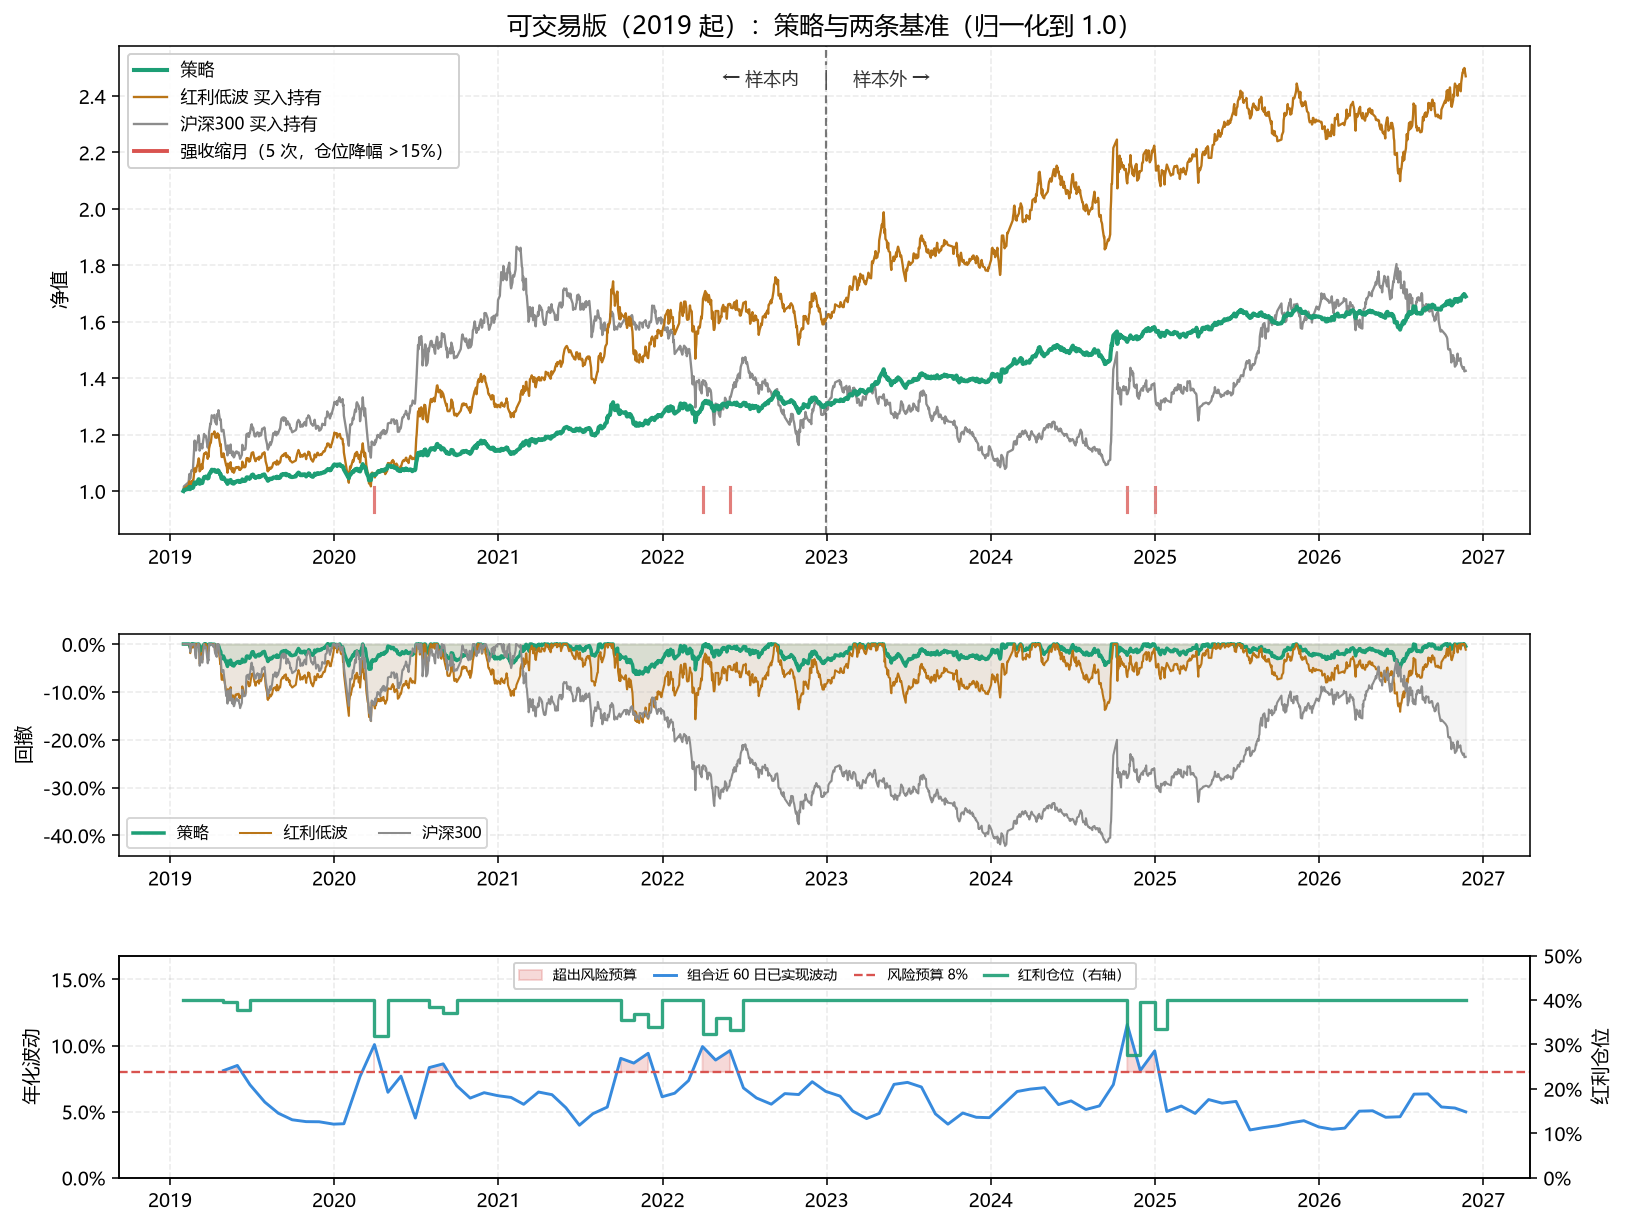 可交易版（2019 起）：策略与两条基准（归一化到 1.0）
策略
红利低波 买入持有
沪深300 买入持有
强收缩月（5 次，仓位降幅 >15%）
← 样本内
样本外 →
净值
2.4
2.2
2.0
1.8
1.6
1.4
1.2
1.0
2019 2020 2021 2022 2023 2024 2025 2026 2027
回撤
0.0%
-10.0%
-20.0%
-30.0%
-40.0%
策略 红利低波 沪深300
2019 2020 2021 2022 2023 2024 2025 2026 2027
超出风险预算 组合近 60 日已实现波动 风险预算 8% 红利仓位（右轴）
年化波动
15.0%
10.0%
5.0%
0.0%
50%
40%
30%
20%
10%
0%
红利仓位
2019 2020 2021 2022 2023 2024 2025 2026 2027